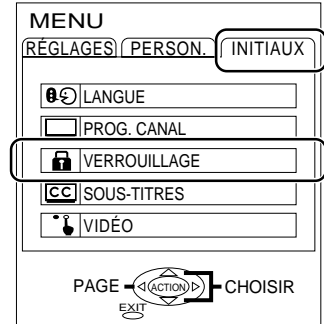 MENU
RÉGLAGES PERSON. INITIAUX
LANGUE
PROG. CANAL
VERROUILLAGE
CC SOUS-TITRES
VIDÉO
PAGE ACTION CHOISIR
EXIT